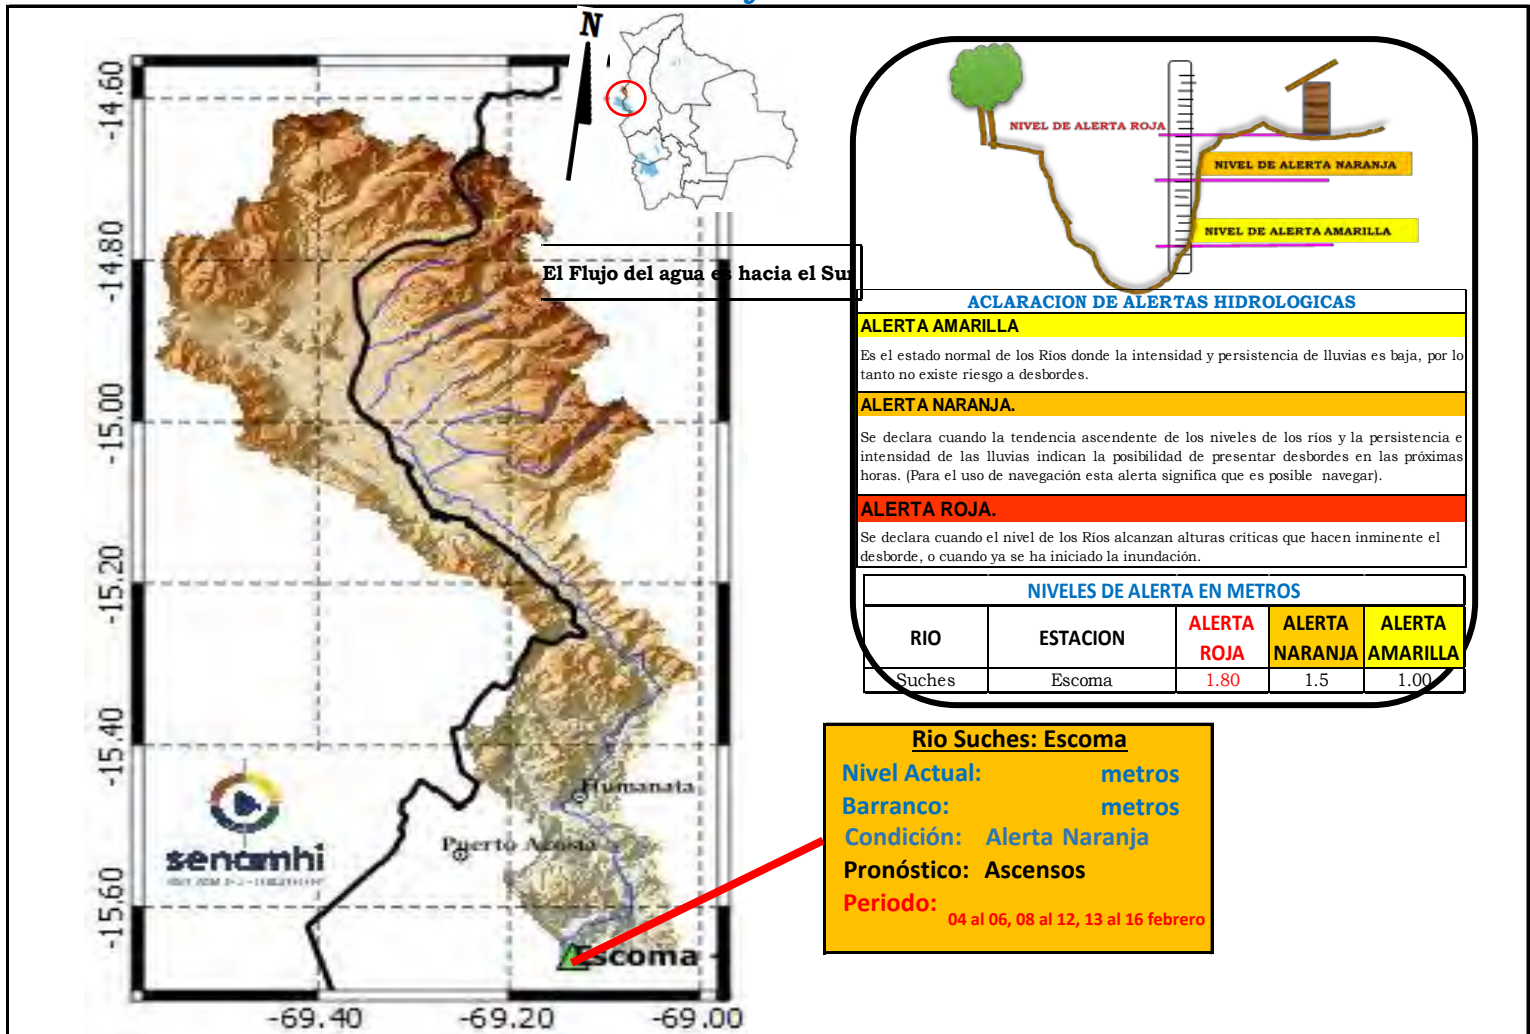 N
El Flujo del agua es hacia el Sur
-14.60
-14.80
-15.00
-15.20
-15.40
-15.60
-69.40
-69.20
-69.00
Humanata
Puerto Acosta
Escoma
senamhi
NIVEL DE ALERTA ROJA
NIVEL DE ALERTA NARANJA
NIVEL DE ALERTA AMARILLA
ACLARACION DE ALERTAS HIDROLOGICAS
ALERTA AMARILLA
Es el estado normal de los Ríos donde la intensidad y persistencia de lluvias es baja, por lo
tanto no existe riesgo a desbordes.
ALERTA NARANJA.
Se declara cuando la tendencia ascendente de los niveles de los ríos y la persistencia e
intensidad de las lluvias indican la posibilidad de presentar desbordes en las próximas
horas. (Para el uso de navegación esta alerta significa que es posible navegar).
ALERTA ROJA.
Se declara cuando el nivel de los Ríos alcanzan alturas críticas que hacen inminente el
desborde, o cuando ya se ha iniciado la inundación.
NIVELES DE ALERTA EN METROS
RIO ESTACION ALERTA ROJA ALERTA NARANJA ALERTA AMARILLA
Suches Escoma 1.80 1.5 1.00
Rio Suches: Escoma
Nivel Actual: metros
Barranco: metros
Condición: Alerta Naranja
Pronóstico: Ascensos
Periodo: 04 al 06, 08 al 12, 13 al 16 febrero